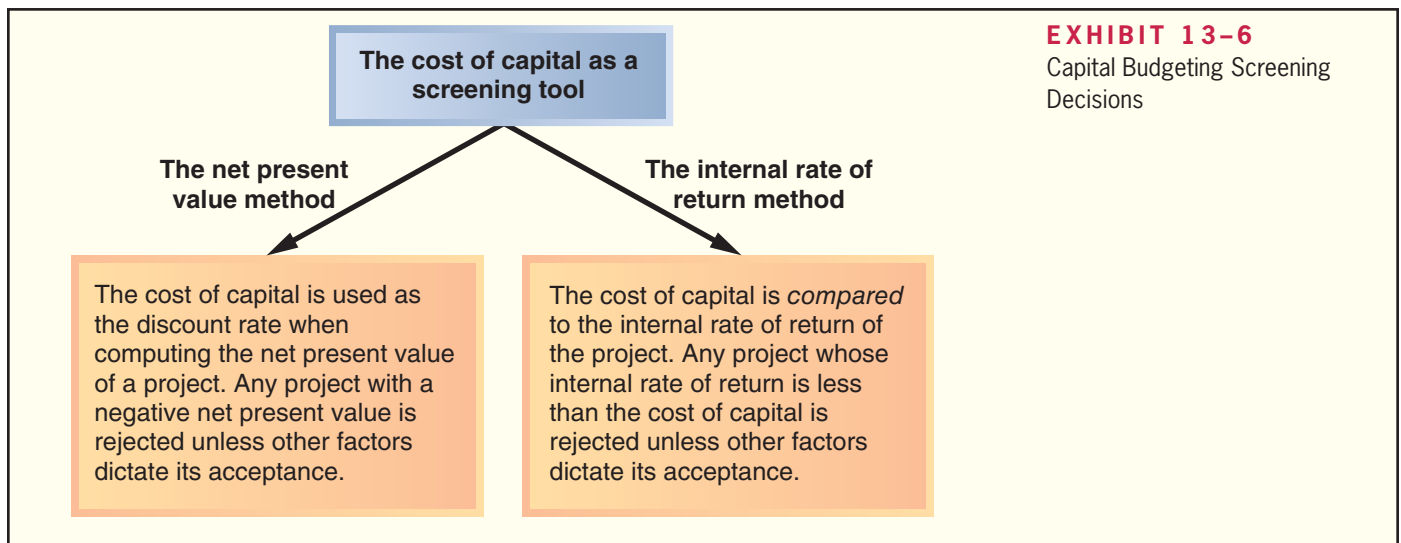 EXHIBIT 13–6
Capital Budgeting Screening
Decisions
The cost of capital as a
screening tool
The net present
value method
The internal rate of
return method
The cost of capital is used as
the discount rate when
computing the net present value
of a project. Any project with a
negative net present value is
rejected unless other factors
dictate its acceptance.
The cost of capital is compared
to the internal rate of return of
the project. Any project whose
internal rate of return is less
than the cost of capital is
rejected unless other factors
dictate its acceptance.